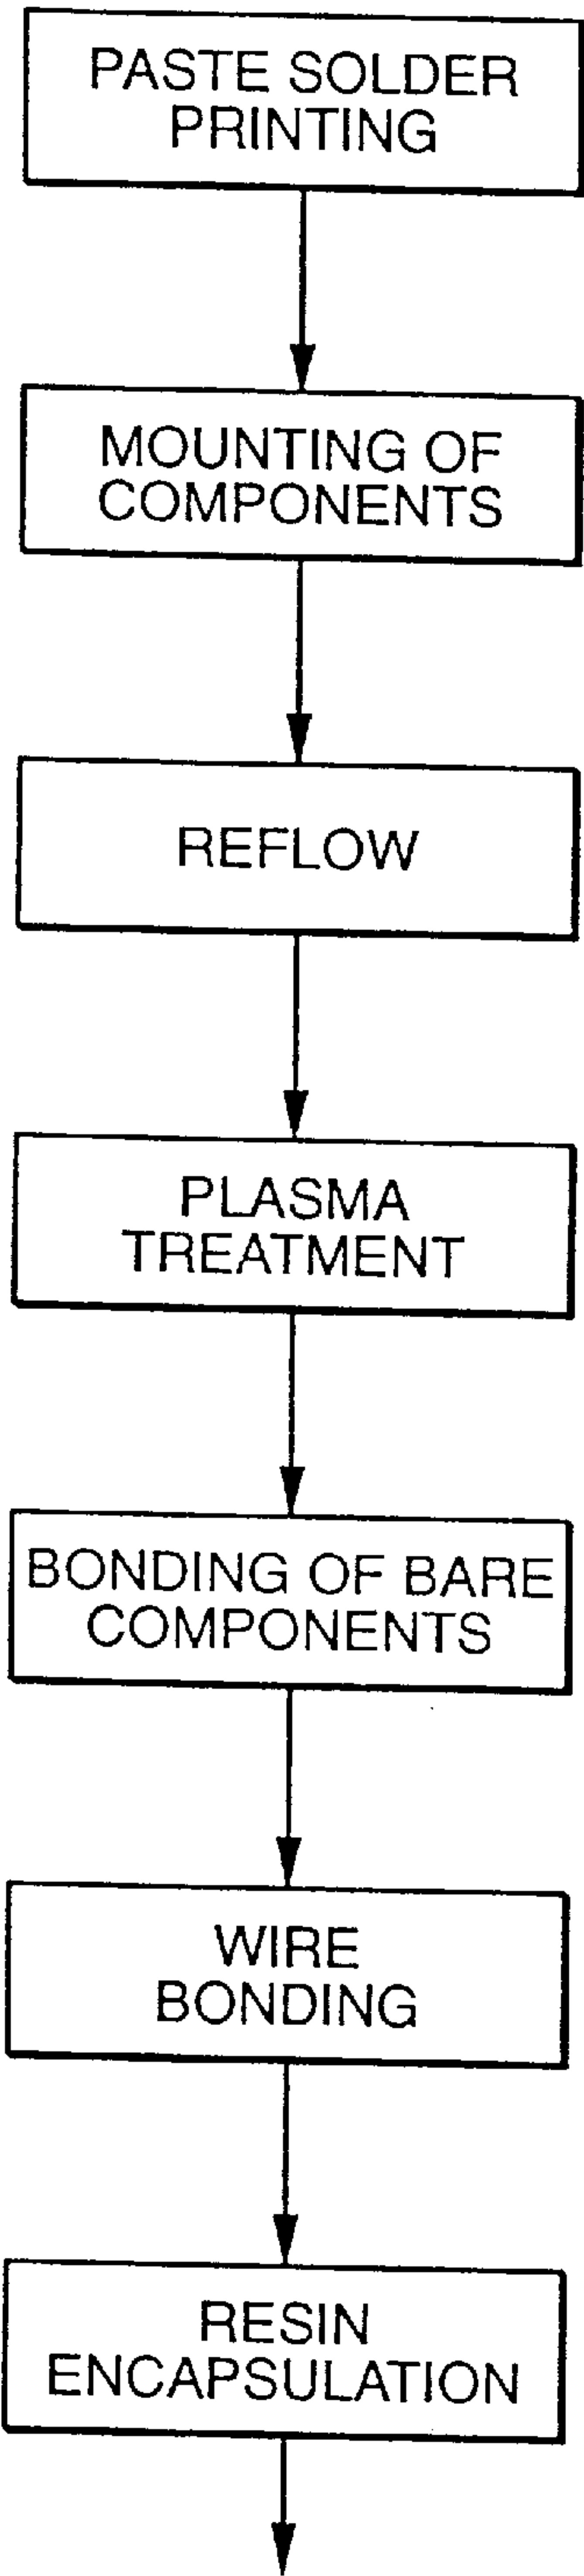 PASTE SOLDER
PRINTING
MOUNTING OF
COMPONENTS
REFLOW
PLASMA
TREATMENT
BONDING OF BARE
COMPONENTS
WIRE
BONDING
RESIN
ENCAPSULATION